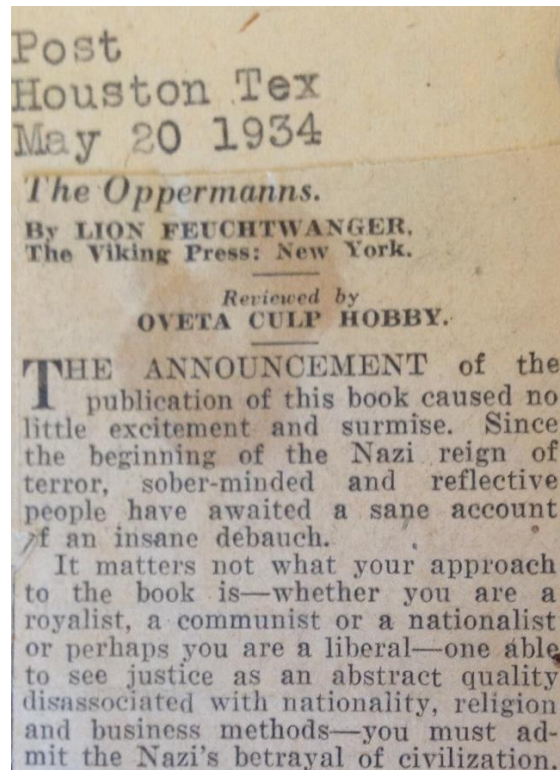 Post
Houston Tex
May 20 1934
The Oppermanns.
By LION FEUCHTWANGER,
The Viking Press: New York.
Reviewed by
OVETA CULP HOBBY.
THE ANNOUNCEMENT of the
publication of this book caused no
little excitement and surmise. Since
the beginning of the Nazi reign of
terror, sober-minded and reflective
people have awaited a sane account
of an insane debauch.
It matters not what your approach
to the book is—whether you are a
royalist, a communist or a nationalist
or perhaps you are a liberal—one able
to see justice as an abstract quality
disassociated with nationality, religion
and business methods—you must ad-
mit the Nazi's betrayal of civilization.